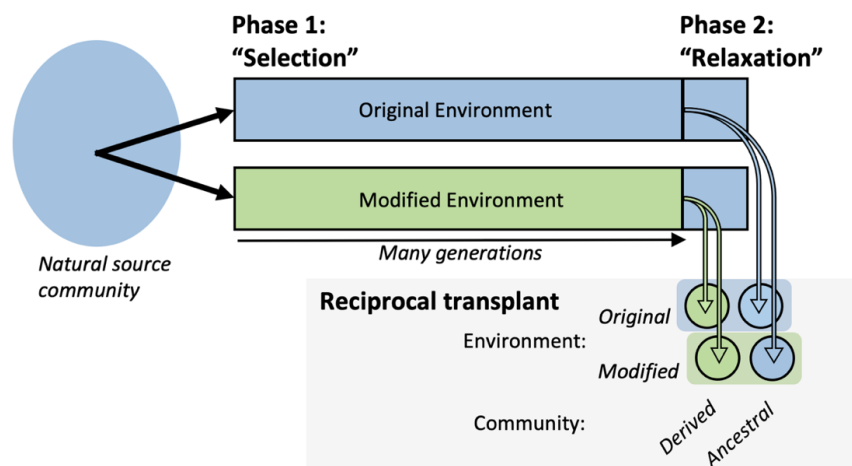 Phase 1:
“Selection”
Phase 2:
“Relaxation”
Original Environment
Modified Environment
Many generations
Natural source
community
Reciprocal transplant
Original
Environment:
Modified
Community:
Derived
Ancestral